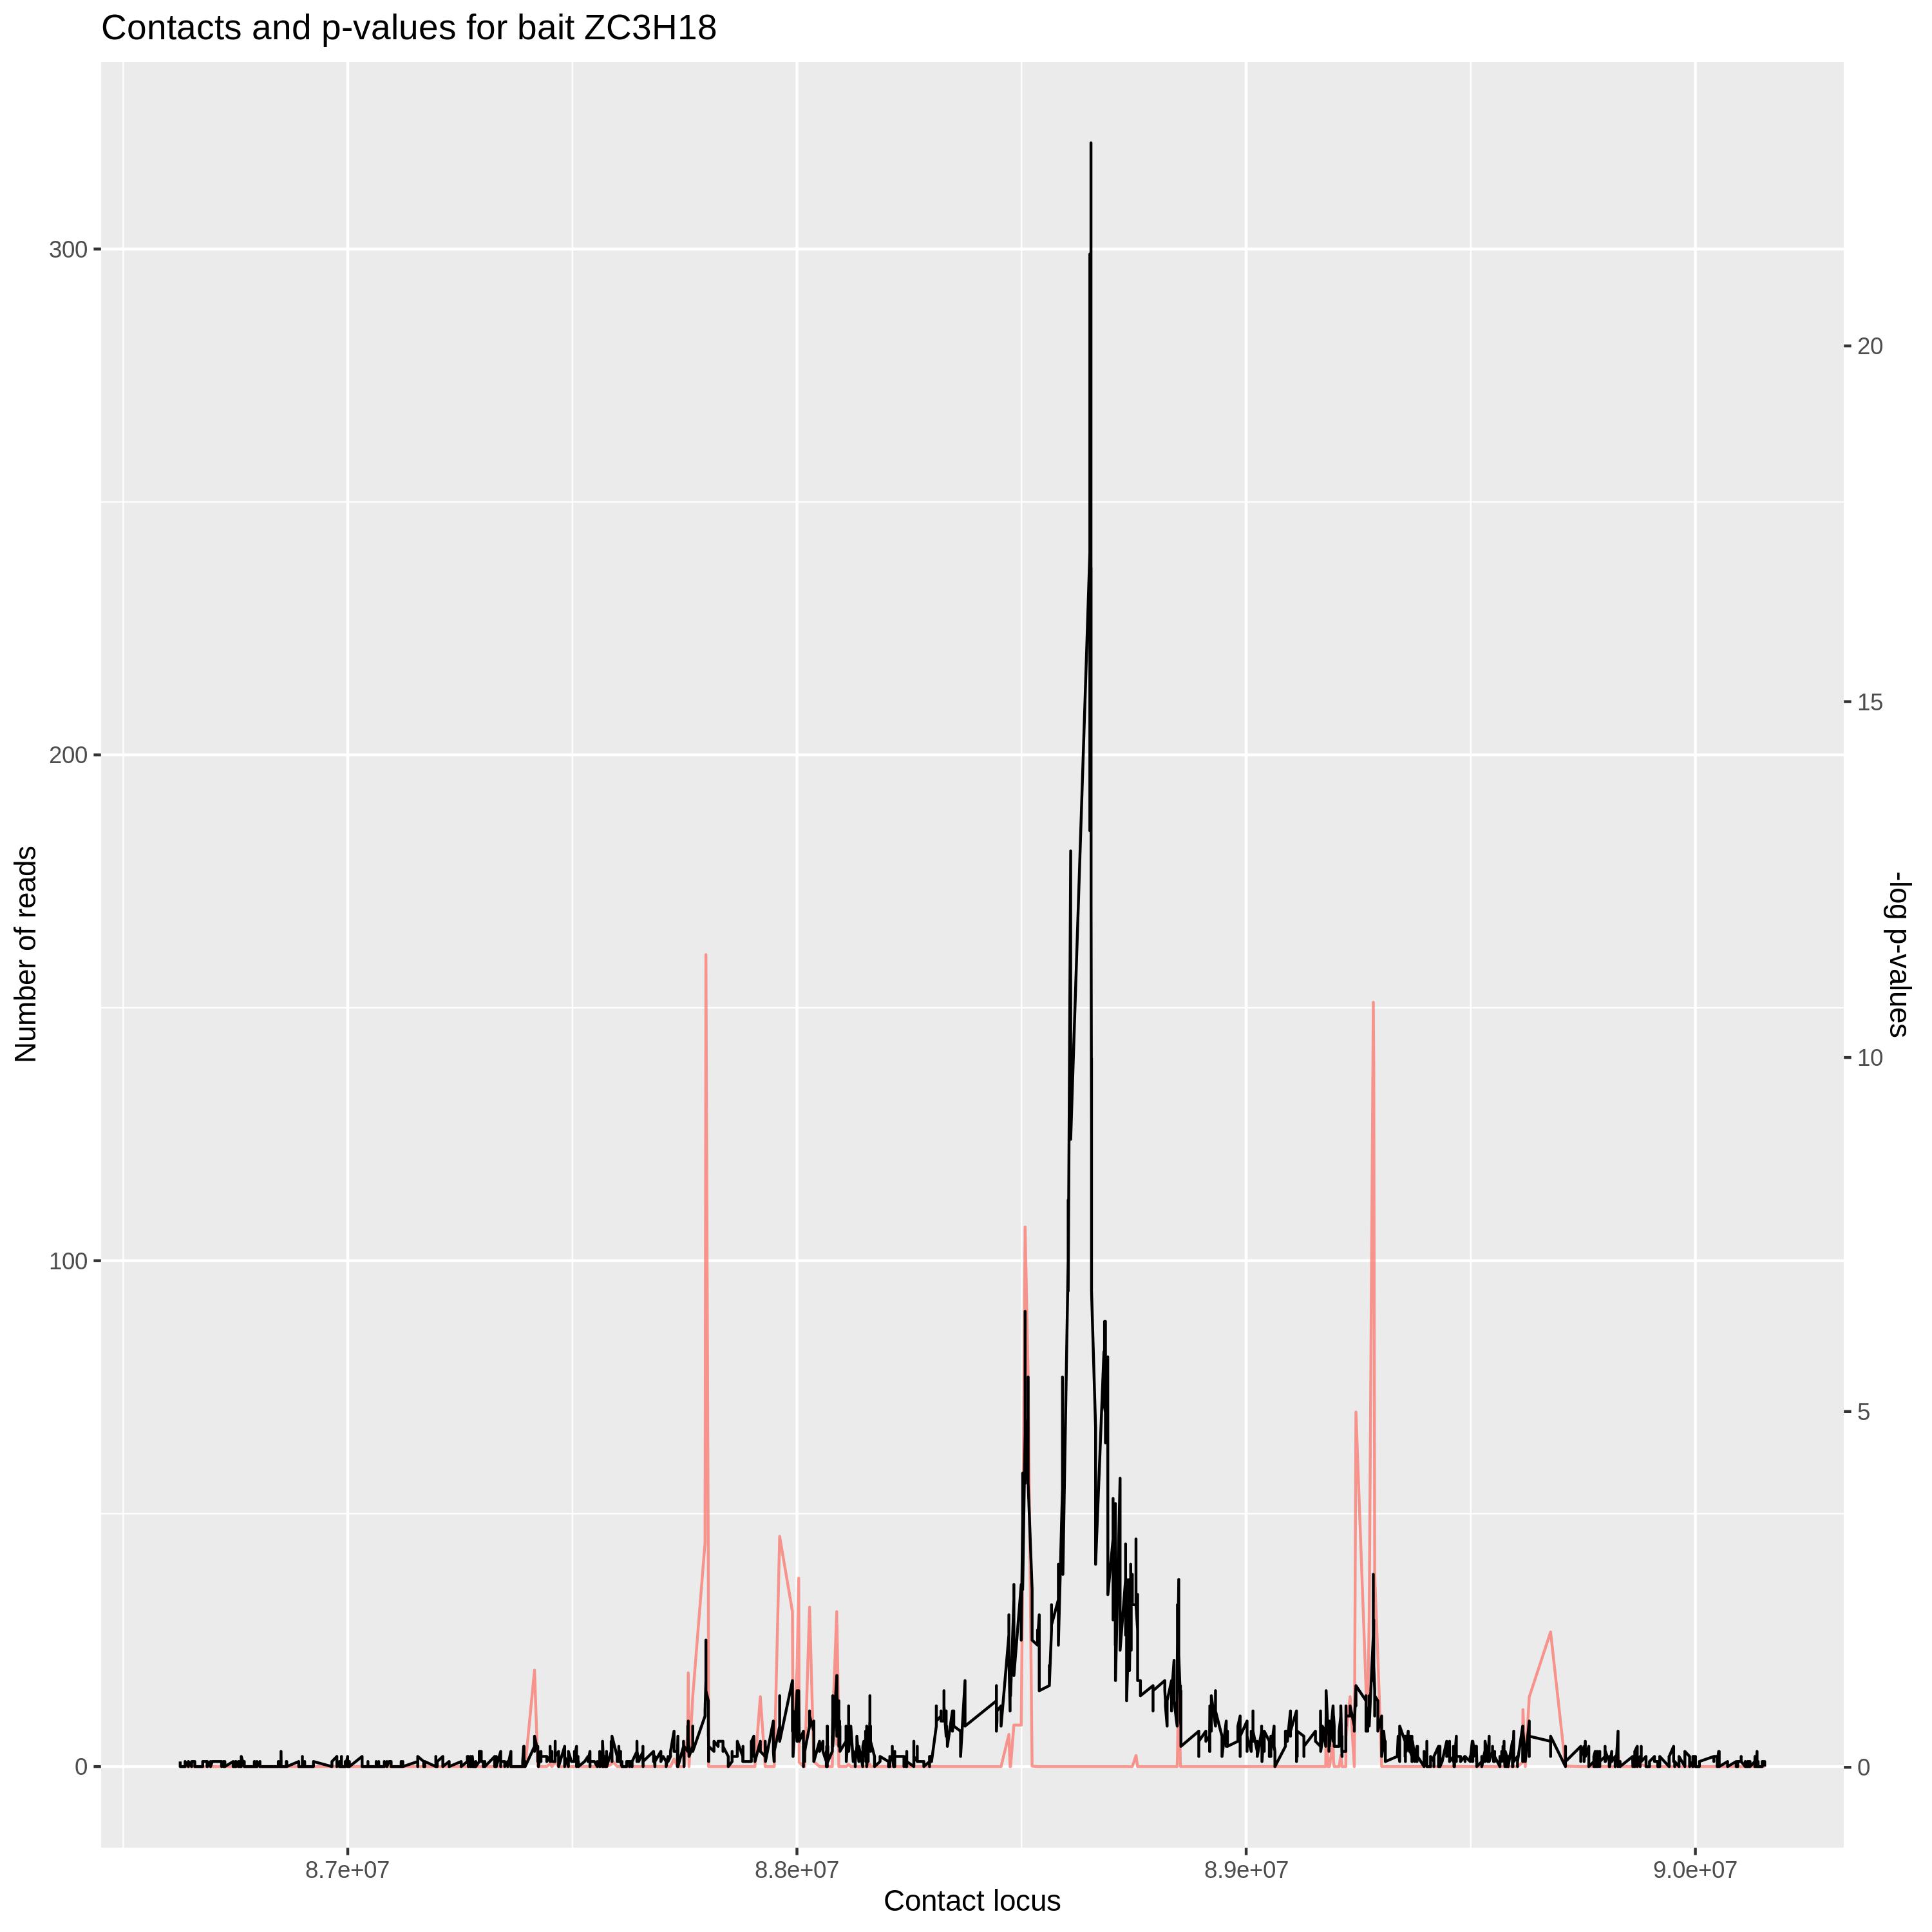 Contacts and p-values for bait ZC3H18
Number of reads
300
200
100
0
20
15
10
5
0
-log p-values
8.7e+07
8.8e+07
8.9e+07
9.0e+07
Contact locus